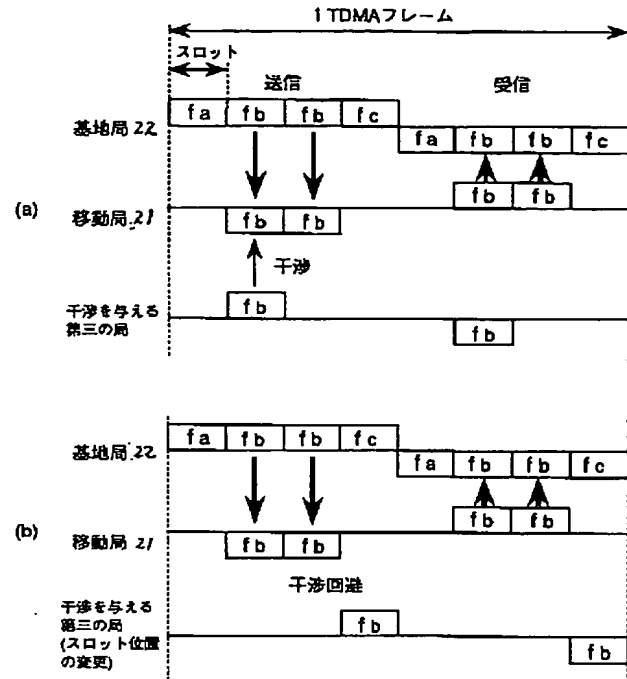 1 TDMAフレーム
スロット
送信 受信
基地局 22 fa fb fb fc
fa fb fb fc
fb fb
(a) 移動局 21 fb fb
干渉
干渉を与える
第三の局
fb
fb
基地局 22 fa fb fb fc
fa fb fb fc
fb fb
(b) 移動局 21 fb fb
干渉回避
干渉を与える
第三の局
(スロット位置
の変更)
fb
fb